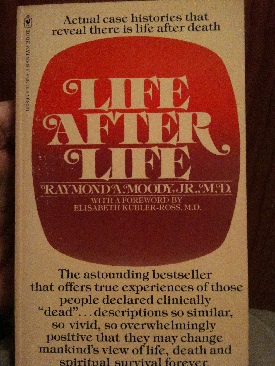 Actual case histories that
reveal there is life after death
LIFE
AFTER
LIFE
RAYMOND A. MOODY, JR., M.D.
WITH A FOREWORD BY
ELISABETH KUBLER-ROSS, M.D.
The astounding bestseller
that offers true experiences of those
people declared clinically
"dead"...descriptions so similar,
so vivid, so overwhelmingly
positive that they may change
mankind's view of life, death and
spiritual survival forever